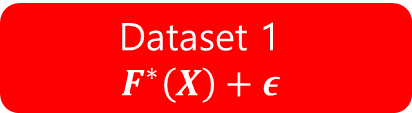 Dataset 1
𝑭*(𝑿) + 𝝐